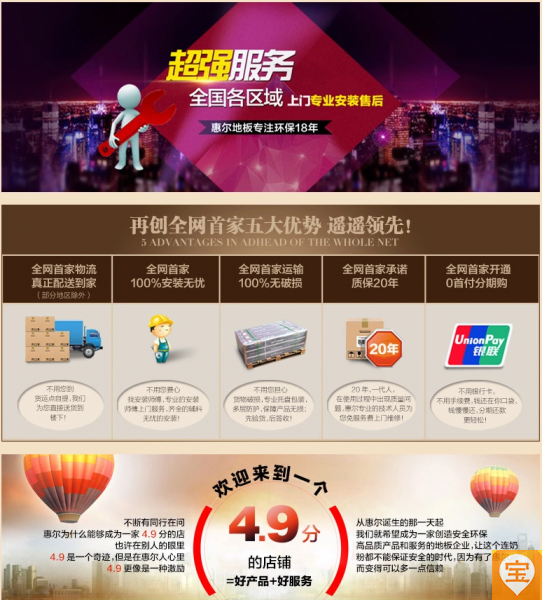 超强服务
全国各区域 上门专业安装售后
惠尔地板专注环保18年
再创全网首家五大优势 遥遥领先!
5 ADVANTAGES IN ADHEAD OF THE WHOLE NET
全网首家物流
真正配送到家
(部分地区除外)
全网首家
100%安装无忧
全网首家运输
100%无破损
全网首家承诺
质保20年
全网首家开通
0首付分期购
20年
UnionPay
银联
不用您到
货运点自提,我们
为您直接送货到
楼下!
不用您费心
找安装师傅,专业的安装
师傅上门服务,齐全的辅料
无忧的安装!
不用您担心
货物破损,专业托盘包装,
多层防护,保障产品无损;
先验货,后签收!
20 年,一代人,
在使用过程中出现质量问
题,惠尔专业的技术人员为
您免服务费上门维修!
不用银行卡,
不用手续费,钱还在你口袋,
钱慢慢还,分期还款
更轻松!
欢迎来到一个
4.9分
的店铺
=好产品+好服务
不断有同行在问
惠尔为什么能够成为一家 4.9 分的店
也许在别人的眼里
4.9 是一个奇迹,但是在惠尔人心里
4.9 更像是一种激励
从惠尔诞生的那一天起
我们就希望成为一家创造安全环保
高品质产品和服务的地板企业,让这个连奶
粉都不能保证安全的时代,因为有了
而变得可以多一点信赖
宝